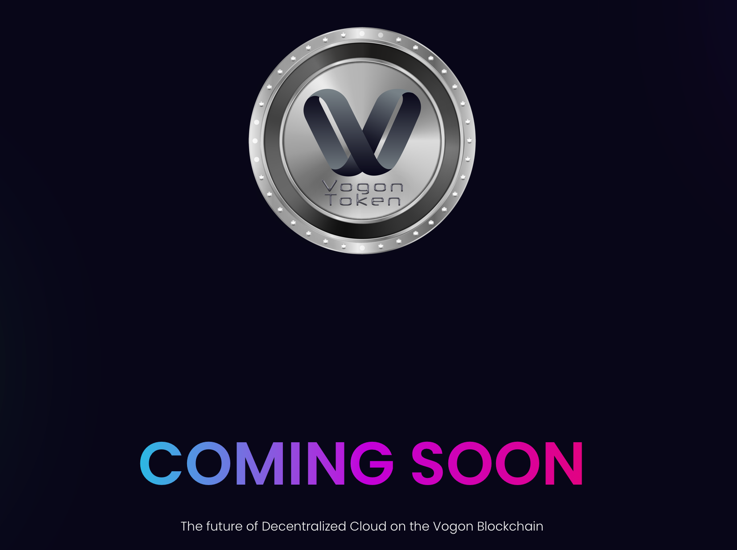 Vogon
Token
COMING SOON
The future of Decentralized Cloud on the Vogon Blockchain